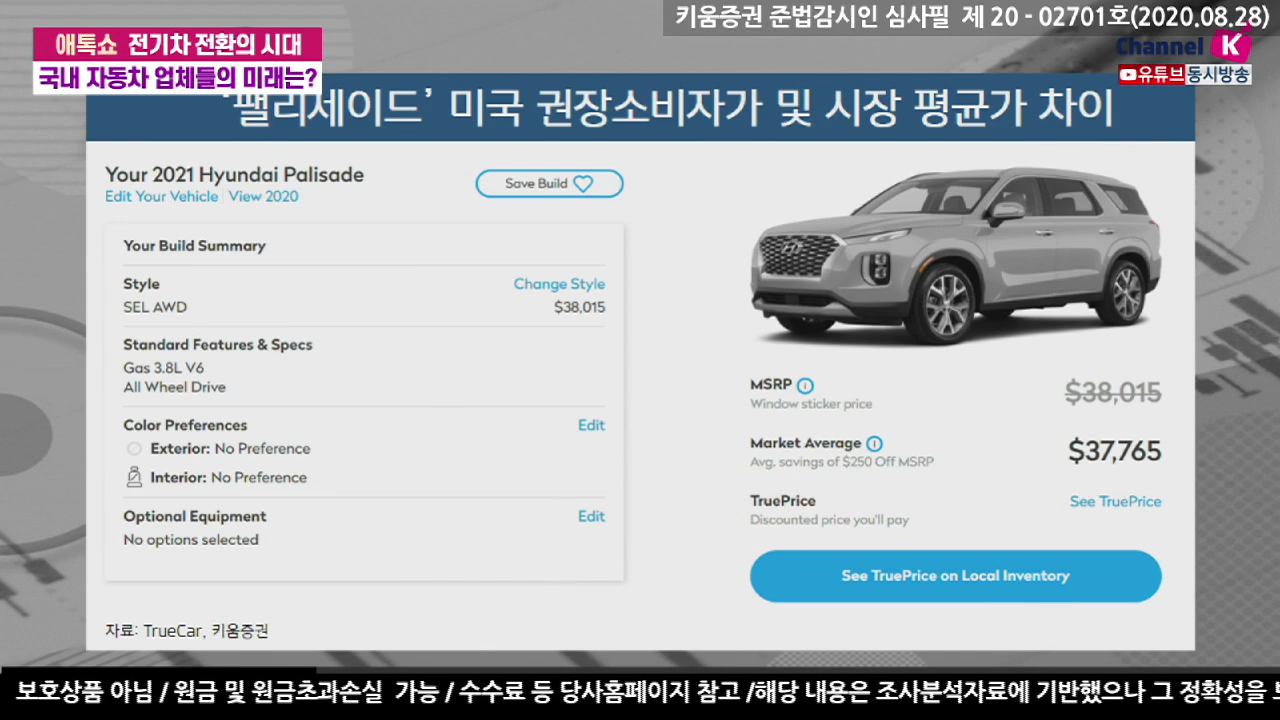 키움증권 준법감시인 심사필 제 20 - 02701호(2020.08.28)
애톡쇼 전기차 전환의 시대
국내 자동차 업체들의 미래는?
Channel K
유튜브 동시방송
'팰리세이드' 미국 권장소비자가 및 시장 평균가 차이
Your 2021 Hyundai Palisade
Edit Your Vehicle | View 2020
Save Build
Your Build Summary
Style Change Style
SEL AWD $38,015
Standard Features & Specs
Gas 3.8L V6
All Wheel Drive
Color Preferences Edit
Exterior: No Preference
Interior: No Preference
Optional Equipment Edit
No options selected
MSRP $38,015
Window sticker price
Market Average $37,765
Avg. savings of $250 Off MSRP
TruePrice See TruePrice
Discounted price you'll pay
See TruePrice on Local Inventory
자료: TrueCar, 키움증권
보호상품 아님 / 원금 및 원금초과손실 가능 / 수수료 등 당사홈페이지 참고 /해당 내용은 조사분석자료에 기반했으나 그 정확성을